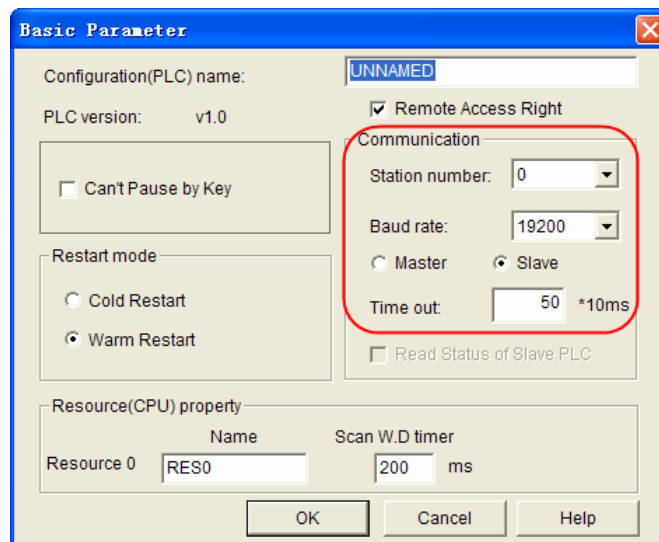 Basic Parameter
Configuration(PLC) name:
UNNAMED
PLC version: v1.0
Remote Access Right
Can't Pause by Key
Communication
Station number: 0
Baud rate: 19200
Master Slave
Time out: 50 *10ms
Read Status of Slave PLC
Restart mode
Cold Restart
Warm Restart
Resource(CPU) property
Name Scan W.D timer
Resource 0 RES0 200 ms
OK Cancel Help